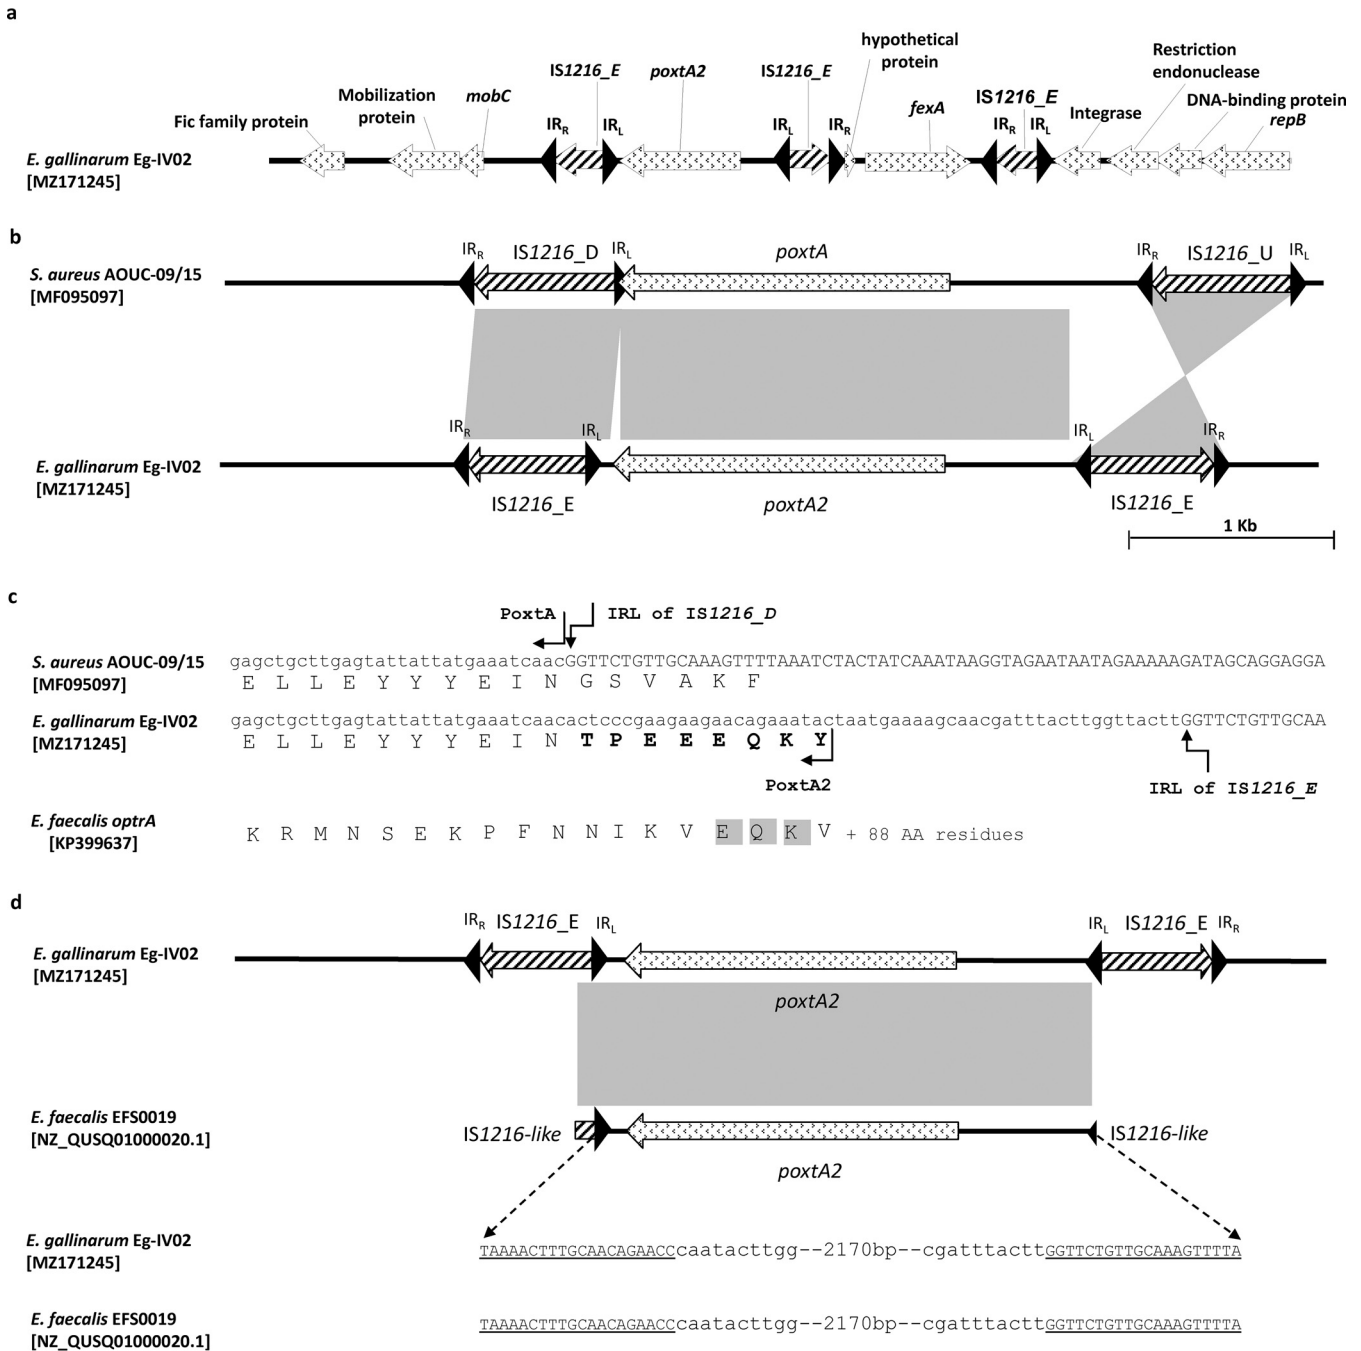 a
hypothetical
protein
Restriction
endonuclease
IS1216_E
poxtA2
IS1216_E
IS1216_E
DNA-binding protein
repB
Mobilization
protein
mobC
fexA
Integrase
Fic family protein
IRR
IRL
IRL
IRR
IRR
IRL
E. gallinarum Eg-IV02
[MZ171245]
b
IRR
IS1216_D
IRL
poxtA
IRR
IS1216_U
IRL
S. aureus AOUC-09/15
[MF095097]
IRR
IRL
IRL
IRR
E. gallinarum Eg-IV02
[MZ171245]
IS1216_E
poxtA2
IS1216_E
1 Kb
c
PoxtA
IRL of IS1216_D
S. aureus AOUC-09/15
[MF095097]
gagctgcttgagtattattatgaaatcaacGGTTCTGTTGCAAAGTTTTAAATCTACTATCAAATAAGGTAGAATAATAGAAAAAGATAGCAGGAGGA
E L L E Y Y Y E I N G S V A K F
E. gallinarum Eg-IV02
[MZ171245]
gagctgcttgagtattattatgaaatcaacactcccgaagaagaacagaaatactaatgaaaagcaacgatttacttggttacttGGTTCTGTTGCAA
E L L E Y Y Y E I N T P E E E Q K Y
PoxtA2
IRL of IS1216_E
E. faecalis optrA
[KP399637]
K R M N S E K P F N N I K V E Q K V + 88 AA residues
d
IRR
IS1216_E
IRL
IRL
IS1216_E
IRR
E. gallinarum Eg-IV02
[MZ171245]
poxtA2
E. faecalis EFS0019
[NZ_QUSQ01000020.1]
IS1216-like
IS1216-like
poxtA2
E. gallinarum Eg-IV02
[MZ171245]
TAAAACTTTGCAACAGAACCcaatacttgg--2170bp--cgatttacttGGTTCTGTTGCAAAGTTTTA
E. faecalis EFS0019
[NZ_QUSQ01000020.1]
TAAAACTTTGCAACAGAACCcaatacttgg--2170bp--cgatttacttGGTTCTGTTGCAAAGTTTTA